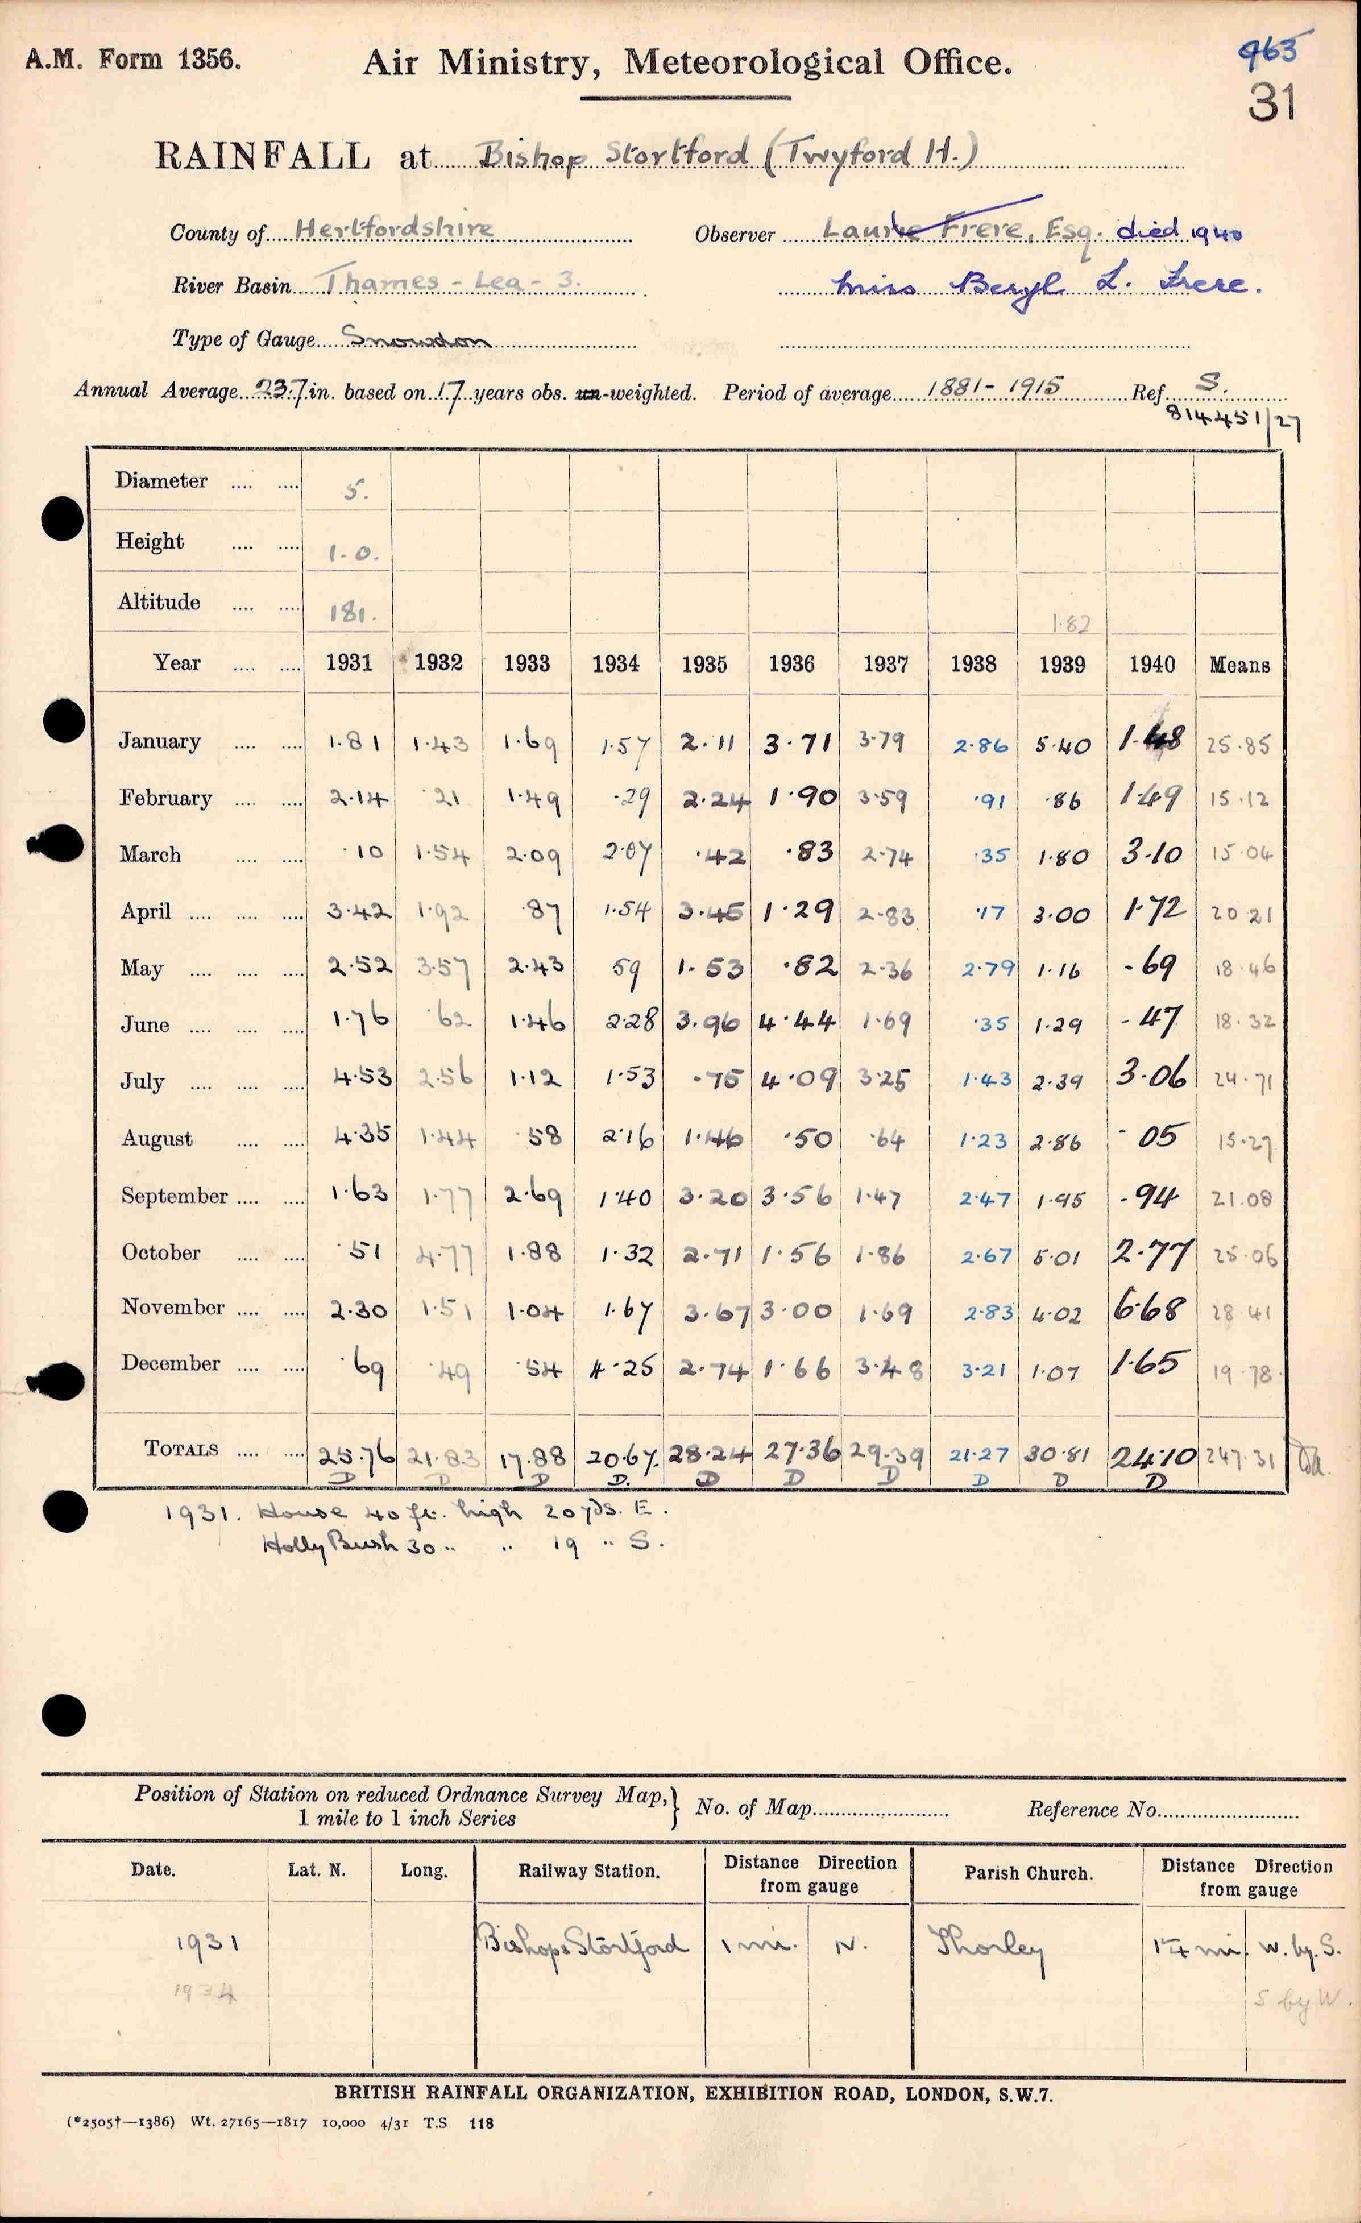 A.M. Form 1356.
Air Ministry, Meteorological Office.
965
31
RAINFALL at Bishop Stortford (Twyford H.)
County of Hertfordshire
Observer Laurie Frere, Esq. died 1940
River Basin Thames - Lea - 3.
Miss Beryl L. Frere.
Type of Gauge Snowdon
Annual Average 23.7 in. based on 17 years obs. un-weighted. Period of average 1881-1915 Ref. S.
814451/27
Diameter .... .... 5.
Height .... .... 1-0.
Altitude .... .... 181. 182
Year .... .... 1931 1932 1933 1934 1935 1936 1937 1938 1939 1940 Means
January .... .... 1.81 1.43 1.69 1.57 2.11 3.71 3.79 2.86 5.40 1.48 25.85
February .... .... 2.14 .21 1.49 .29 2.24 1.90 3.59 .91 .86 1.49 15.12
March .... .... .10 1.54 2.09 2.07 .42 .83 2.74 .35 1.80 3.10 15.04
April .... .... .... 3.42 1.92 .87 1.54 3.45 1.29 2.83 .17 3.00 1.72 20.21
May .... .... .... 2.52 3.57 2.43 .59 1.53 .82 2.36 2.79 1.16 .69 18.46
June .... .... .... 1.76 .62 1.46 2.28 3.96 4.44 1.69 .35 1.29 .47 18.32
July .... .... .... 4.53 2.56 1.12 1.53 .75 4.09 3.25 1.43 2.39 3.06 24.71
August .... .... 4.35 1.44 .58 2.16 1.46 .50 .64 1.23 2.86 .05 15.27
September .... .... 1.63 1.77 2.69 1.40 3.20 3.56 1.47 2.47 1.95 .94 21.08
October .... .... .51 4.77 1.88 1.32 2.71 1.56 1.86 2.67 5.01 2.77 25.06
November .... .... 2.30 1.51 1.04 1.67 3.67 3.00 1.69 2.83 4.02 6.68 28.41
December .... .... .69 .49 .54 4.25 2.74 1.66 3.48 3.21 1.07 1.65 19.78
TOTALS .... .... 25.76 21.83 17.88 20.67. 28.24 27.36 29.39 21.27 30.81 24.10 247.31
D D D D. D D D D D D
1931. House 40 ft. high 20 yds. E.
Holly Bush 30 " " 19 " S.
Position of Station on reduced Ordnance Survey Map, 1 mile to 1 inch Series } No. of Map Reference No.
Date. Lat. N. Long. Railway Station. Distance Direction from gauge Parish Church. Distance Direction from gauge
1931 Bishops Stortford 1 mi. N. Thorley 1¼ mi. W. by. S.
1934 S by W.
BRITISH RAINFALL ORGANIZATION, EXHIBITION ROAD, LONDON, S.W.7.
(*2505†—1386) Wt. 27165—1817 10,000 4/31 T.S 118